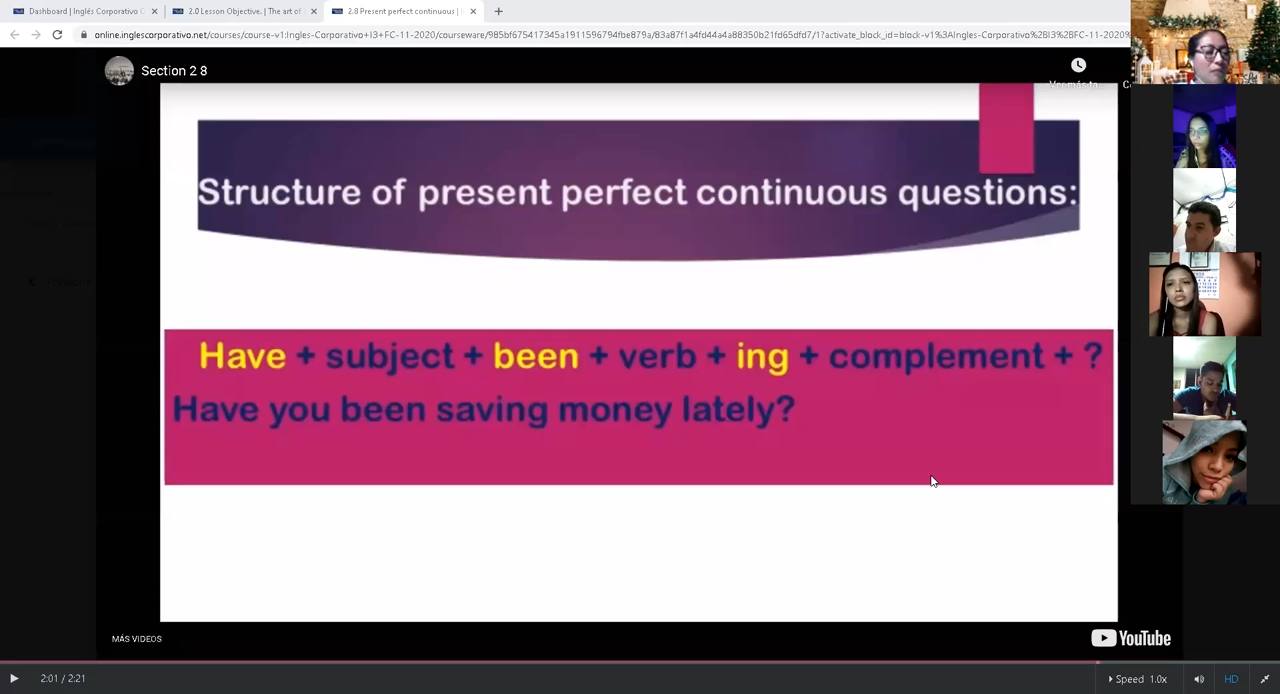 Dashboard | Inglés Corporativo
2.0 Lesson Objective. | The art of
2.8 Present perfect continuous |
online.inglescorporativo.net/courses/course-v1:Ingles-Corporativo+I3+FC-11-2020/courseware/985bf675417345a1911596794fbe879a/83a87f1a4fd44a4a88350b21fd65dfd7/1?activate_block_id=block-v1%3AIngles-Corporativo%2BI3%2BFC-11-2020%
Section 2 8
Structure of present perfect continuous questions:
Have + subject + been + verb + ing + complement + ?
Have you been saving money lately?
MÁS VIDEOS
YouTube
2:01 / 2:21
Speed 1.0x
HD